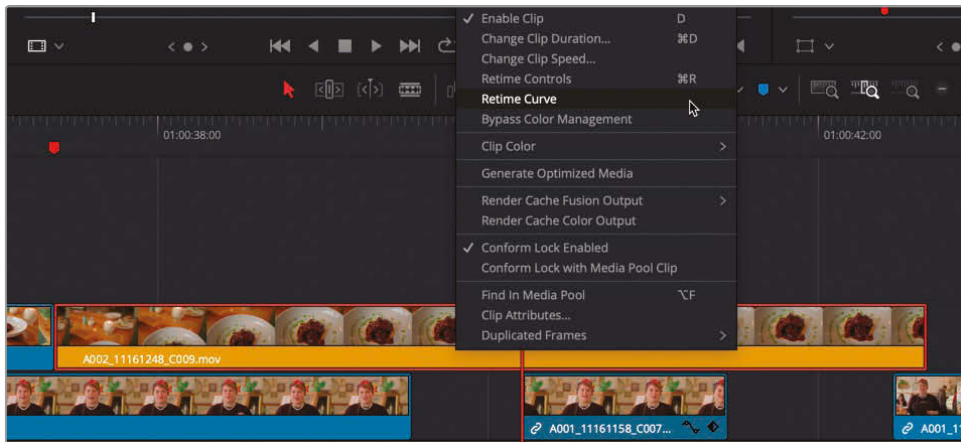 Enable Clip D
Change Clip Duration... ⌘D
Change Clip Speed...
Retime Controls ⌘R
Retime Curve
Bypass Color Management
Clip Color
Generate Optimized Media
Render Cache Fusion Output
Render Cache Color Output
Conform Lock Enabled
Conform Lock with Media Pool Clip
Find In Media Pool ⌥F
Clip Attributes...
Duplicated Frames
01:00:38:00
01:00:42:00
A002_11161248_C009.mov
A001_11161158_C007...
A001_11